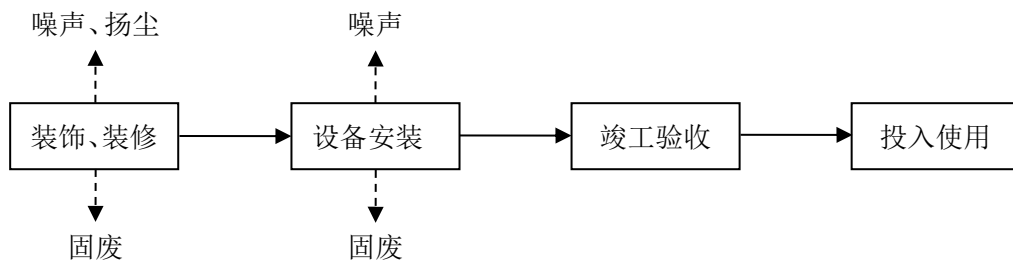 噪声、扬尘
噪声
装饰、装修
设备安装
竣工验收
投入使用
固废
固废